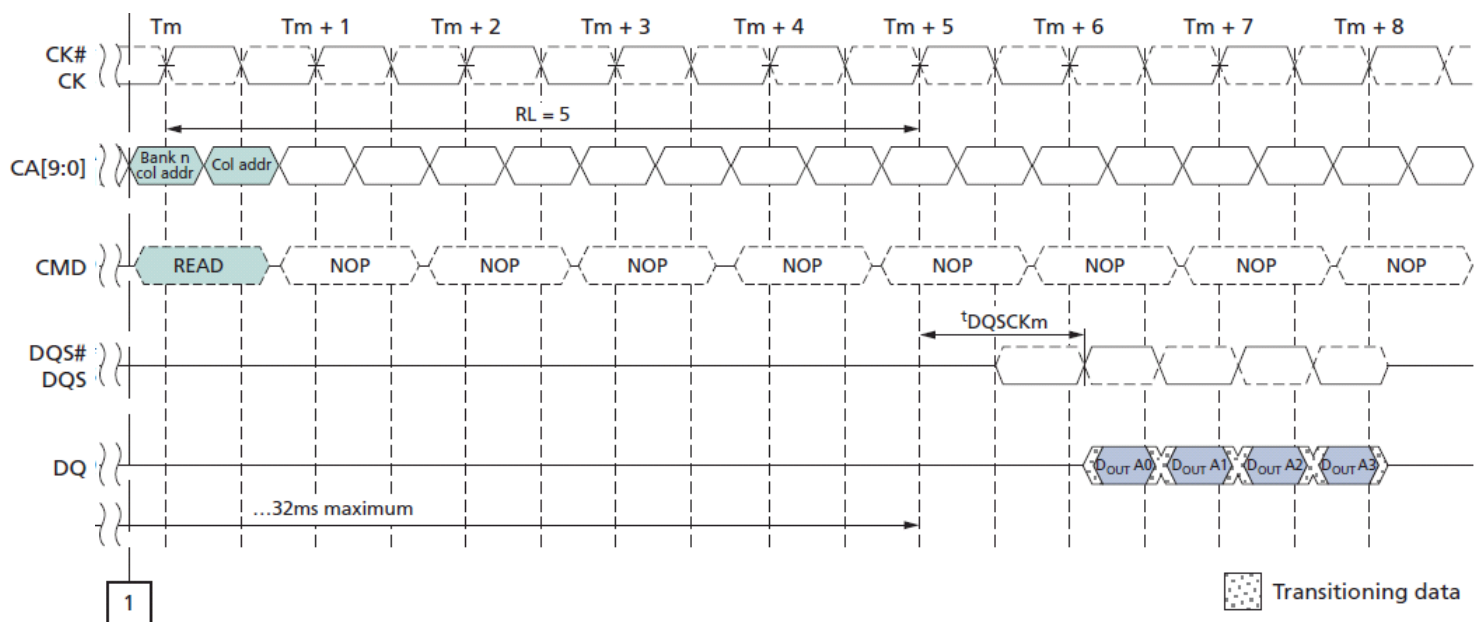 Tm Tm + 1 Tm + 2 Tm + 3 Tm + 4 Tm + 5 Tm + 6 Tm + 7 Tm + 8
CK#
CK
RL = 5
CA[9:0] Bank n col addr Col addr
CMD READ NOP NOP NOP NOP NOP NOP NOP NOP
tDQSCKm
DQS#
DQS
DQ DOUT A0 DOUT A1 DOUT A2 DOUT A3
...32ms maximum
1
Transitioning data